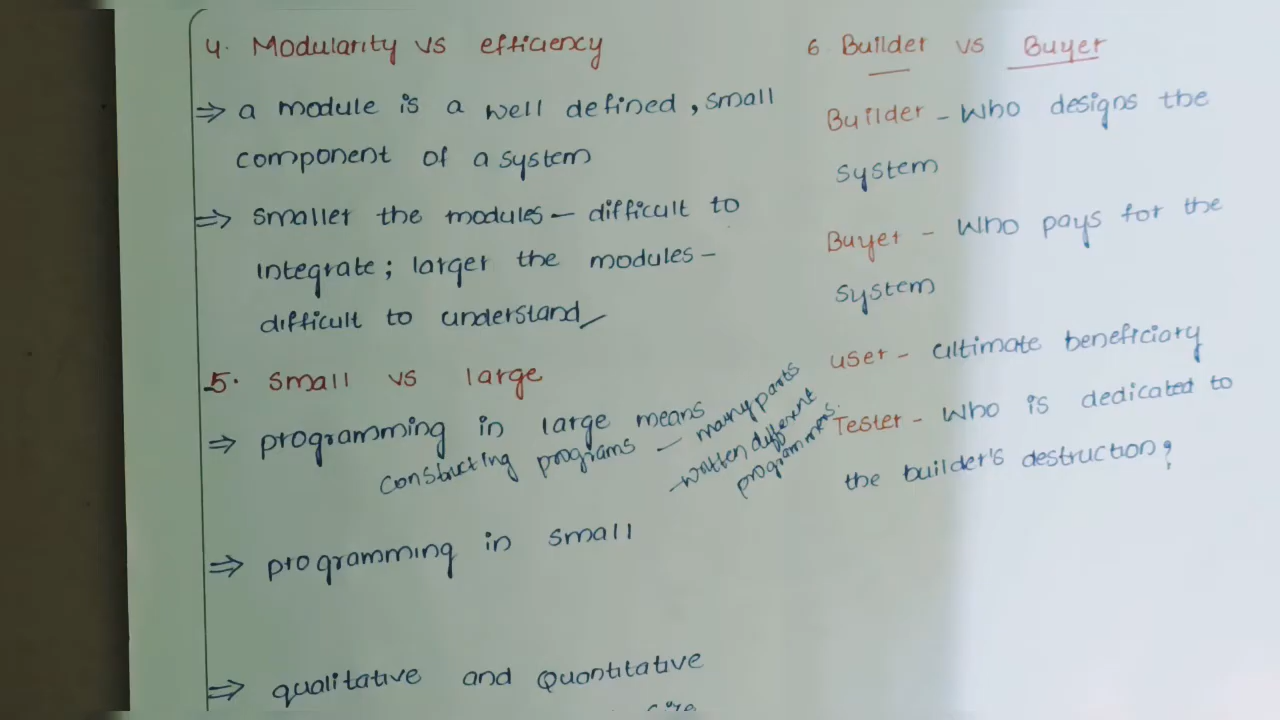 4. Modularity vs efficiency
⇒ a module is a well defined, small
component of a system
⇒ smaller the modules – difficult to
integrate; larger the modules –
difficult to understand
5. small vs large
⇒ programming in large means
constructing programs – many parts
– written different
programmers.
⇒ programming in small
⇒ qualitative and Quantitative
6 Builder vs Buyer
Builder – who designs the
system
Buyer – who pays for the
system
user – ultimate beneficiary
Tester – who is dedicated to
the builder's destruction;